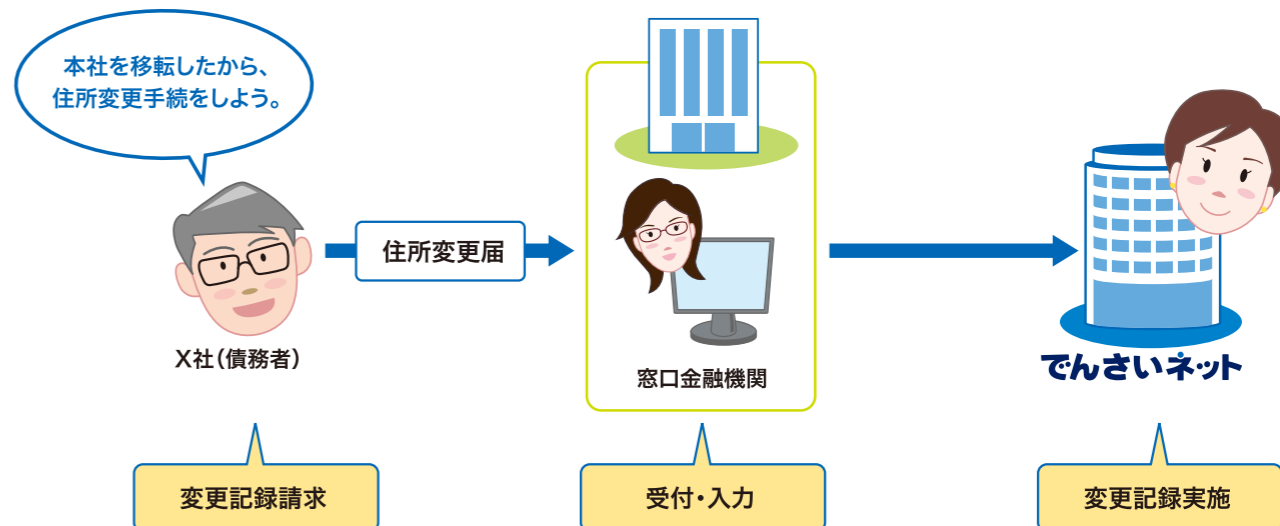 本社を移転したから、
住所変更手続をしよう。
住所変更届
X社（債務者）
窓口金融機関
でんさいネット
変更記録請求
受付・入力
変更記録実施